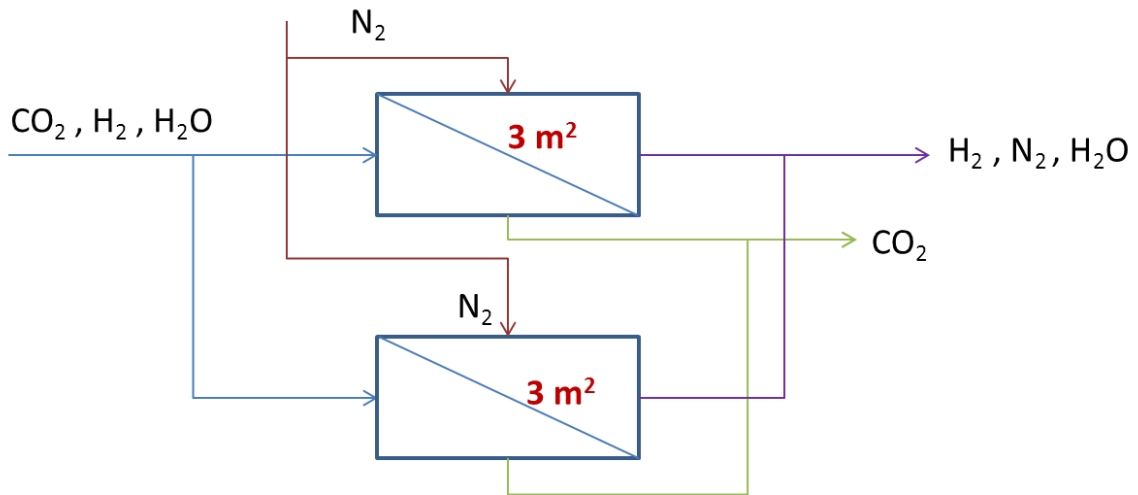 N₂
CO₂ , H₂ , H₂O
3 m²
H₂ , N₂ , H₂O
CO₂
N₂
3 m²